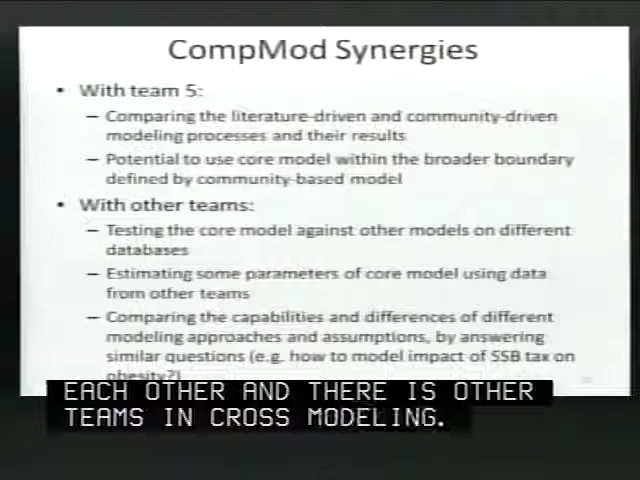 CompMod Synergies
• With team 5:
– Comparing the literature-driven and community-driven
modeling processes and their results
– Potential to use core model within the broader boundary
defined by community-based model
• With other teams:
– Testing the core model against other models on different
databases
– Estimating some parameters of core model using data
from other teams
– Comparing the capabilities and differences of different
modeling approaches and assumptions, by answering
similar questions (e.g. how to model impact of SSB tax on
obesity?)
EACH OTHER AND THERE IS OTHER
TEAMS IN CROSS MODELING.